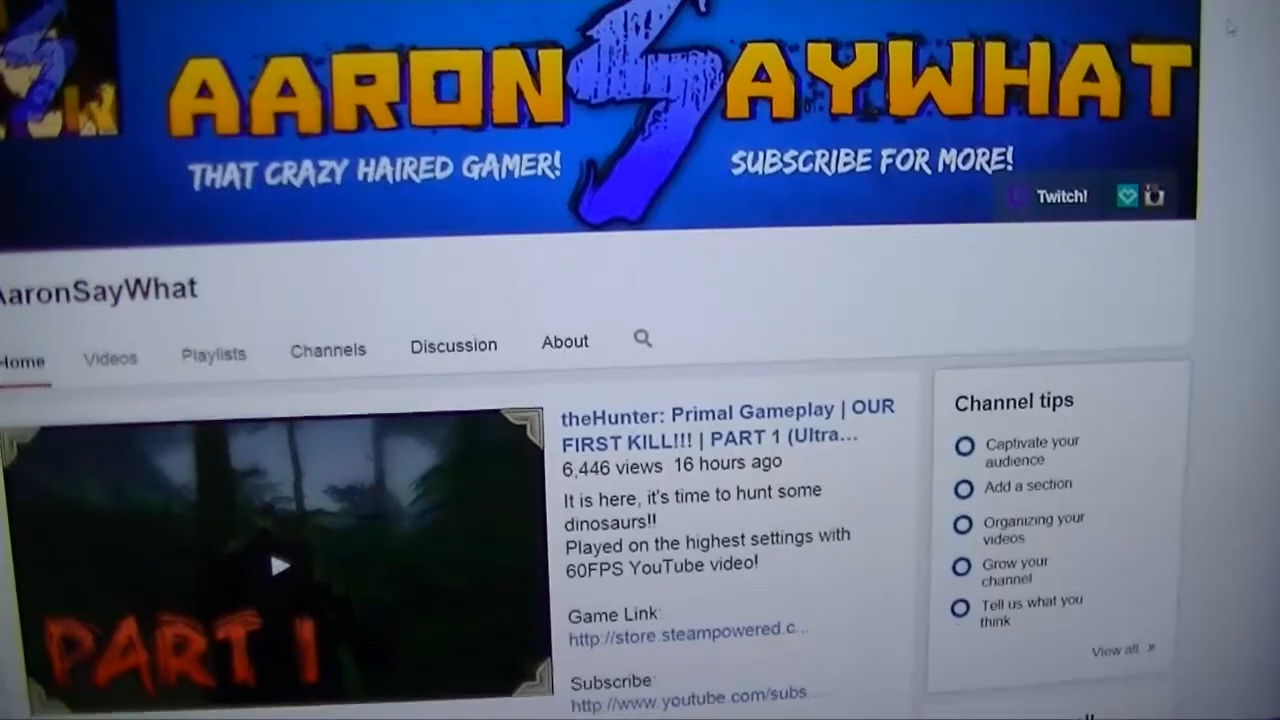 AARONSAYWHAT
THAT CRAZY HAIRED GAMER!
SUBSCRIBE FOR MORE!
Twitch!
AaronSayWhat
Home Videos Playlists Channels Discussion About
theHunter: Primal Gameplay | OUR
FIRST KILL!!! | PART 1 (Ultra...
6,446 views 16 hours ago
It is here, it's time to hunt some
dinosaurs!!
Played on the highest settings with
60FPS YouTube video!
Game Link:
http://store.steampowered.c...
Subscribe:
http://www.youtube.com/subs....
PART 1
Channel tips
Captivate your
audience
Add a section
Organizing your
videos
Grow your
channel
Tell us what you
think
View all »